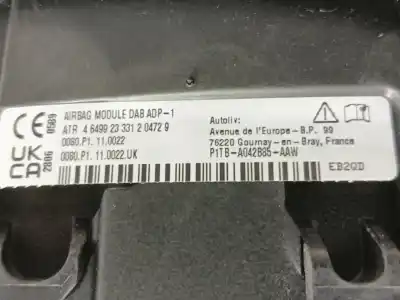 CE 0589
AIRBAG MODULE DAB ADP-1
ATR 4 6499 23 331 2 0472 9
0080.P1.11.0022
0080.P1.11.0022.UK
UK CA 2806
Autoliv:
Avenue de l'Europe-B.P. 99
76220 Gournay-en-Bray, France
P1TB-A042B85-AAW
EB2QD